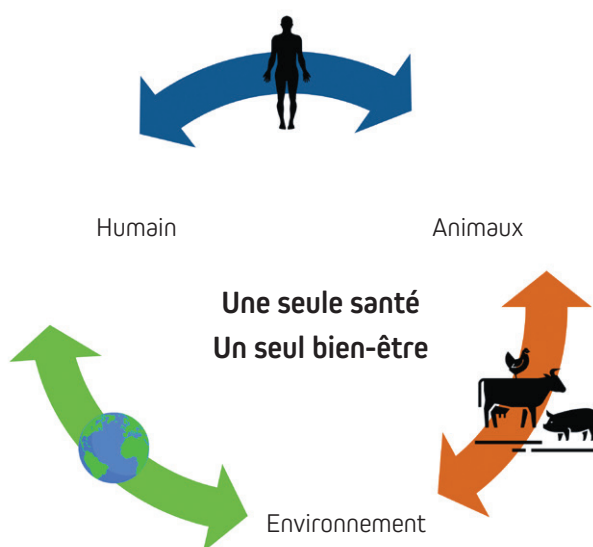 Humain
Animaux
Une seule santé
Un seul bien-être
Environnement